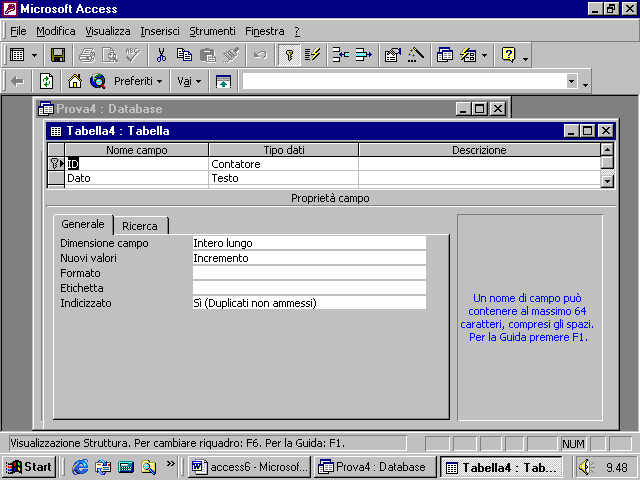 Microsoft Access
File Modifica Visualizza Inserisci Strumenti Finestra ?
Preferiti Vai
Prova4 : Database
Tabella4 : Tabella
Nome campo Tipo dati Descrizione
ID Contatore
Dato Testo
Proprietà campo
Generale Ricerca
Dimensione campo Intero lungo
Nuovi valori Incremento
Formato
Etichetta
Indicizzato Sì (Duplicati non ammessi)
Un nome di campo può
contenere al massimo 64
caratteri, compresi gli spazi.
Per la Guida premere F1.
Visualizzazione Struttura. Per cambiare riquadro: F6. Per la Guida: F1. NUM
Start » access6 - Microsof... Prova4 : Database Tabella4 : Tab... 9.48